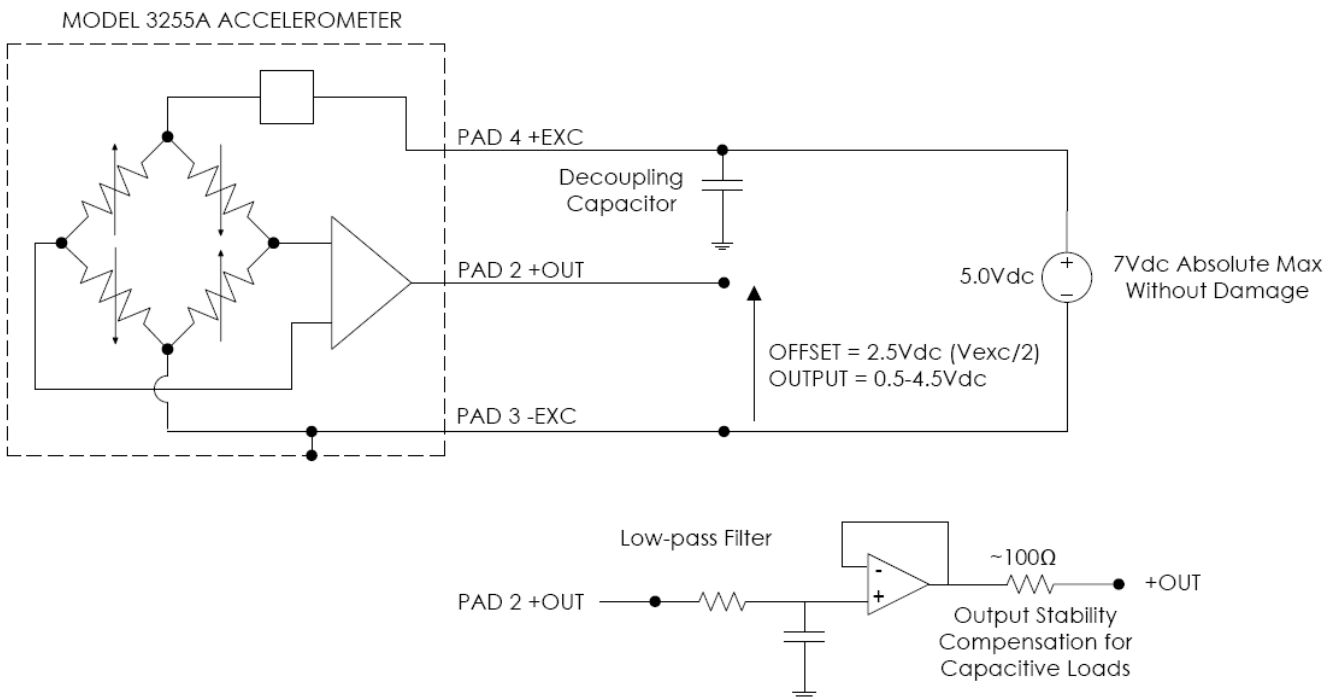 MODEL 3255A ACCELEROMETER
PAD 4 +EXC
Decoupling
Capacitor
PAD 2 +OUT
5.0Vdc
+
–
7Vdc Absolute Max
Without Damage
OFFSET = 2.5Vdc (Vexc/2)
OUTPUT = 0.5-4.5Vdc
PAD 3 -EXC
Low-pass Filter
PAD 2 +OUT
-
+
~100Ω
+OUT
Output Stability
Compensation for
Capacitive Loads